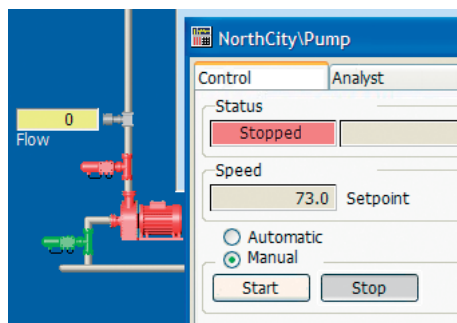 NorthCity\Pump
Control Analyst
Status
0
Stopped
Flow
Speed
73.0 Setpoint
Automatic
Manual
Start Stop